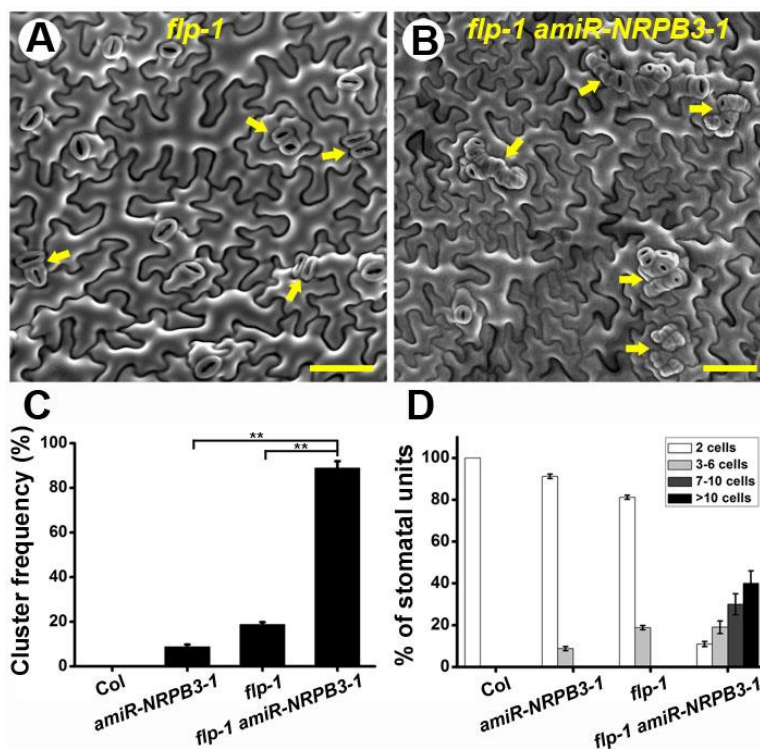 A
flp-1
B
flp-1 amiR-NRPB3-1
C
Cluster frequency (%)
100
80
60
40
20
0
**
**
Col
amiR-NRPB3-1
flp-1
flp-1 amiR-NRPB3-1
D
% of stomatal units
100
80
60
40
20
0
2 cells
3-6 cells
7-10 cells
>10 cells
Col
amiR-NRPB3-1
flp-1
flp-1 amiR-NRPB3-1